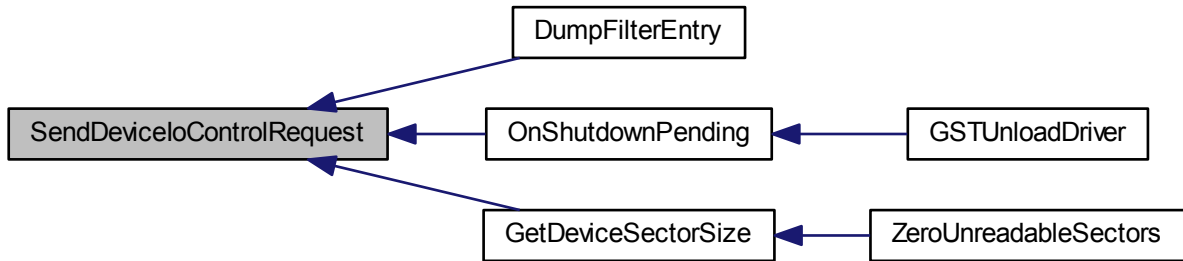 DumpFilterEntry
SendDeviceIoControlRequest
OnShutdownPending
GSTUnloadDriver
GetDeviceSectorSize
ZeroUnreadableSectors